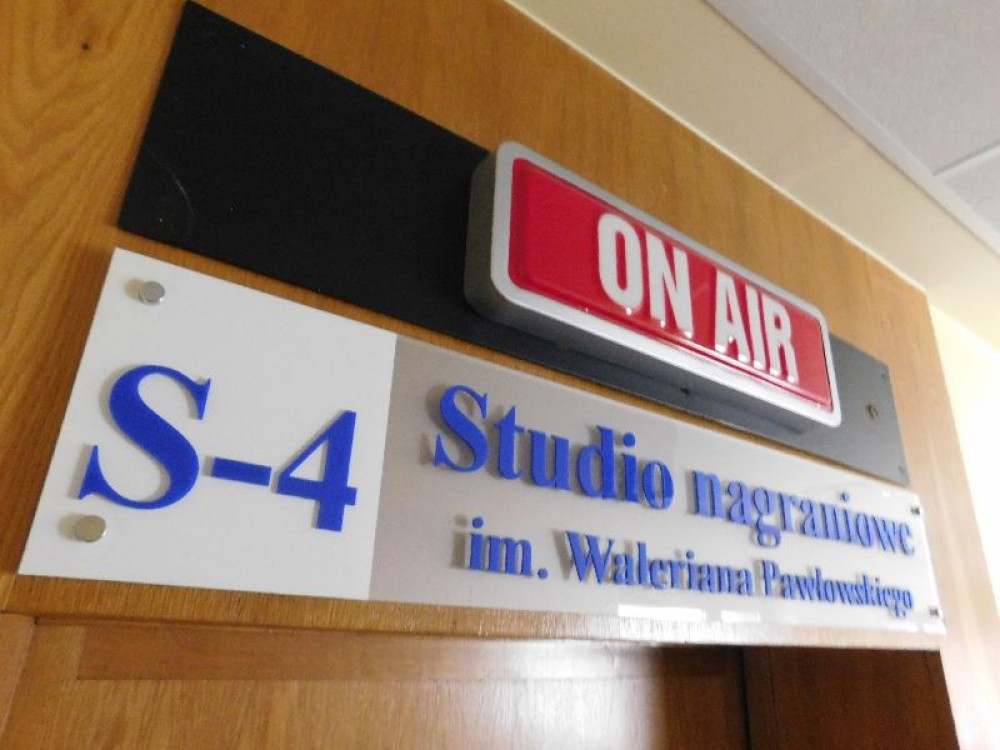 ON AIR
S-4
Studio nagraniowe
im. Waleriana Pawłowskiego